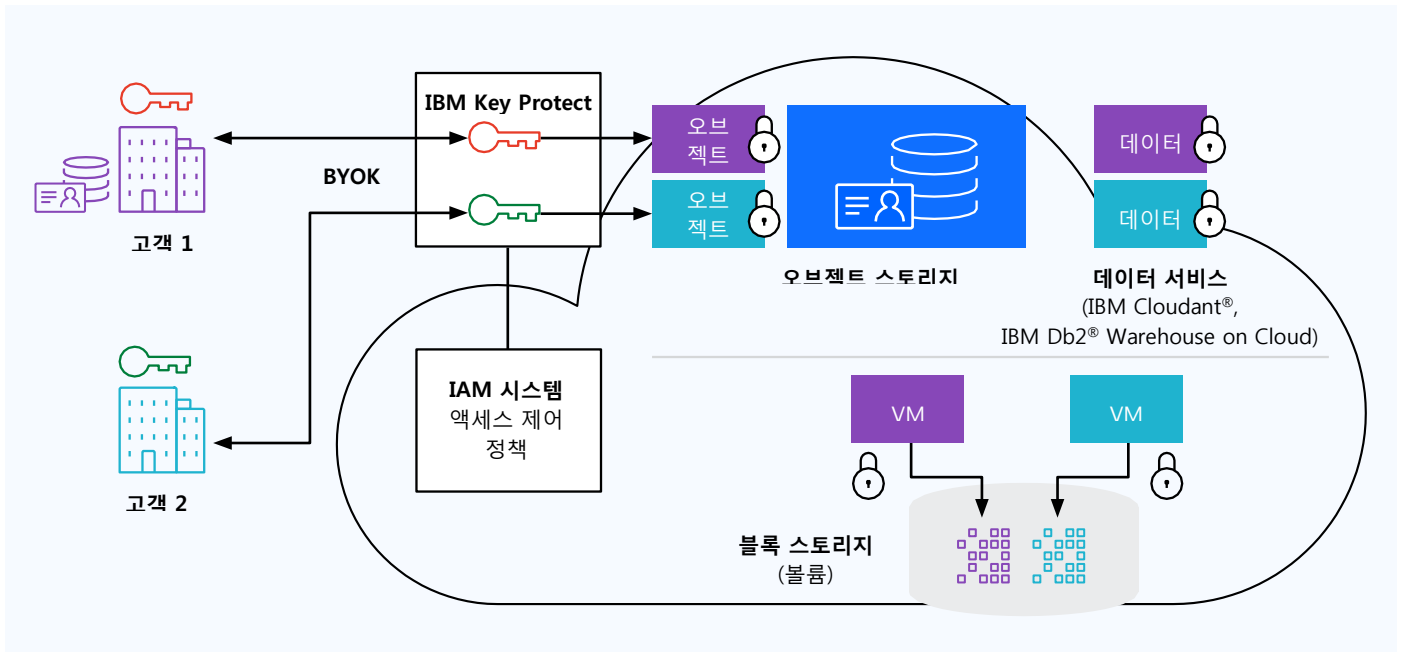 IBM Key Protect
BYOK
고객 1
고객 2
IAM 시스템
액세스 제어
정책
오브
젝트
오브
젝트
오브젝트 스토리지
데이터
데이터
데이터 서비스
(IBM Cloudant®,
IBM Db2® Warehouse on Cloud)
VM
VM
블록 스토리지
(볼륨)